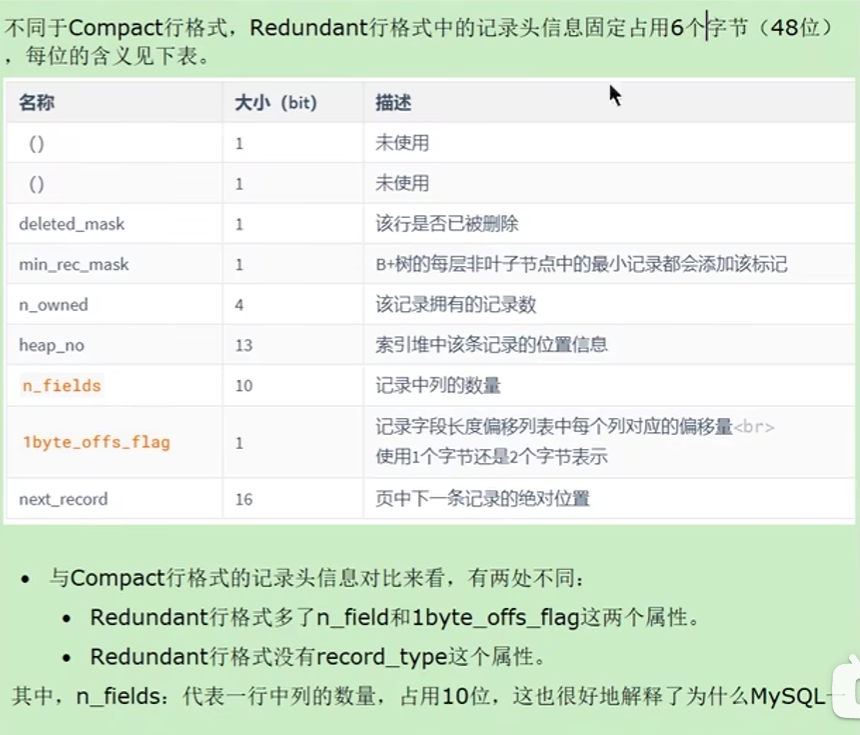 不同于Compact行格式，Redundant行格式中的记录头信息固定占用6个字节（48位）
，每位的含义见下表。
名称 大小（bit） 描述
() 1 未使用
() 1 未使用
deleted_mask 1 该行是否已被删除
min_rec_mask 1 B+树的每层非叶子节点中的最小记录都会添加该标记
n_owned 4 该记录拥有的记录数
heap_no 13 索引堆中该条记录的位置信息
n_fields 10 记录中列的数量
1byte_offs_flag 1 记录字段长度偏移列表中每个列对应的偏移量<br>
使用1个字节还是2个字节表示
next_record 16 页中下一条记录的绝对位置
• 与Compact行格式的记录头信息对比来看，有两处不同：
• Redundant行格式多了n_field和1byte_offs_flag这两个属性。
• Redundant行格式没有record_type这个属性。
其中，n_fields：代表一行中列的数量，占用10位，这也很好地解释了为什么MySQL一